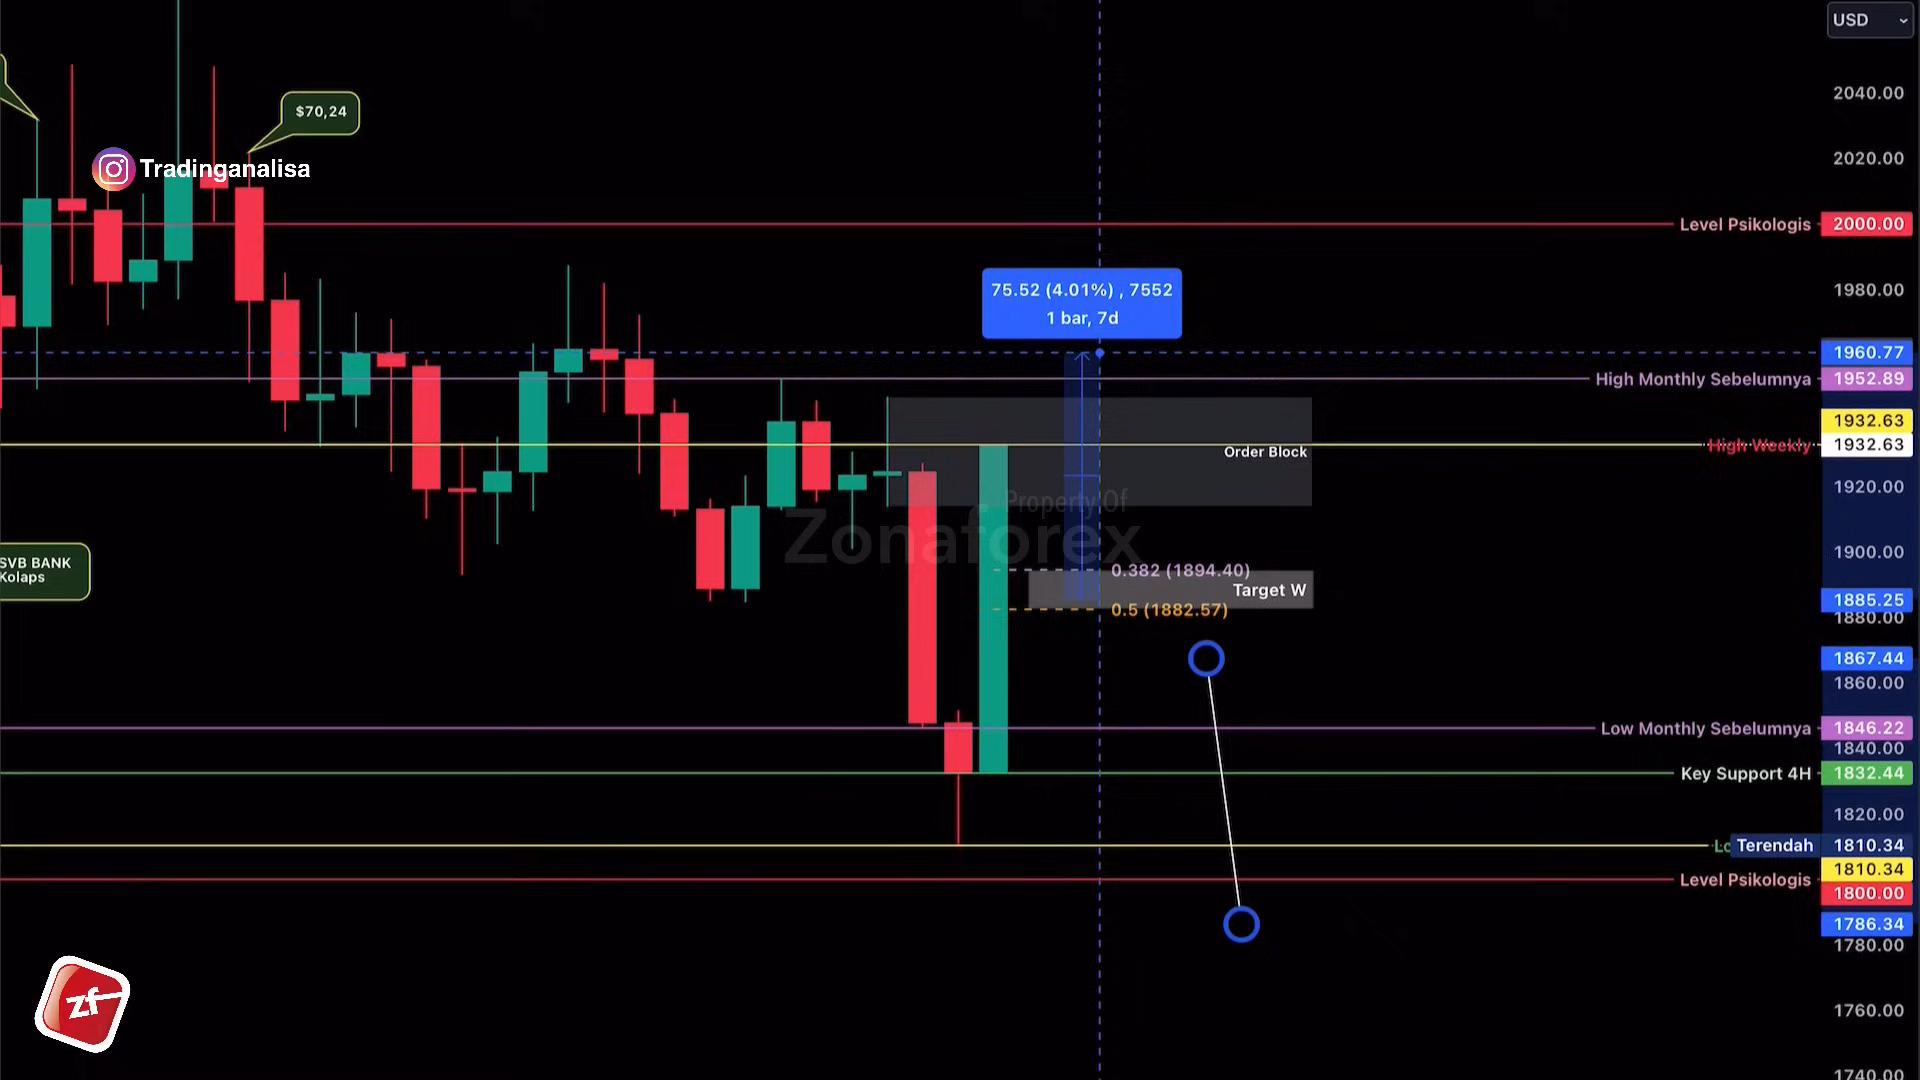 USD
2040.00
$70,24
2020.00
Tradinganalisa
Level Psikologis 2000.00
75.52 (4.01%) , 7552
1 bar, 7d
1980.00
1960.77
High Monthly Sebelumnya 1952.89
1932.63
High Weekly 1932.63
Order Block
1920.00
Property Of
Zonaforex
1900.00
SVB BANK
Kolaps
0.382 (1894.40)
Target W
1885.25
0.5 (1882.57)
1880.00
1867.44
1860.00
Low Monthly Sebelumnya 1846.22
1840.00
Key Support 4H 1832.44
1820.00
Terendah 1810.34
1810.34
Level Psikologis
1800.00
1786.34
1780.00
zf
1760.00
1740.00